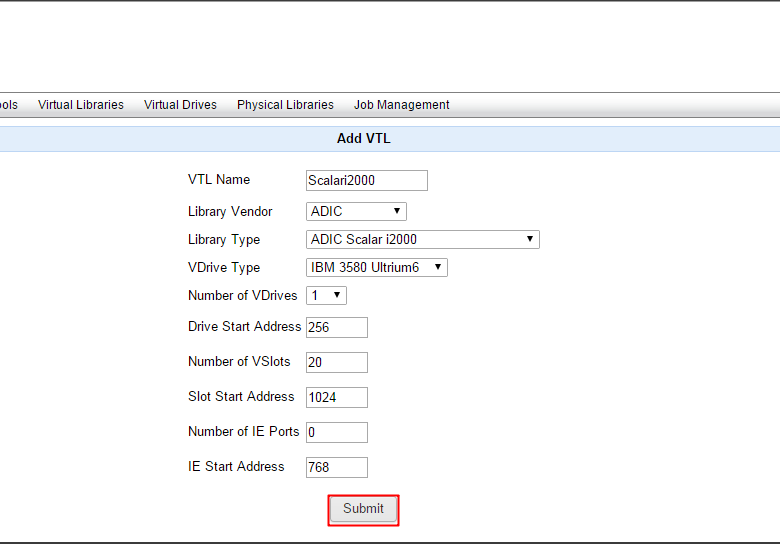 ools Virtual Libraries Virtual Drives Physical Libraries Job Management
Add VTL
VTL Name Scalari2000
Library Vendor ADIC
Library Type ADIC Scalar i2000
VDrive Type IBM 3580 Ultrium6
Number of VDrives 1
Drive Start Address 256
Number of VSlots 20
Slot Start Address 1024
Number of IE Ports 0
IE Start Address 768
Submit